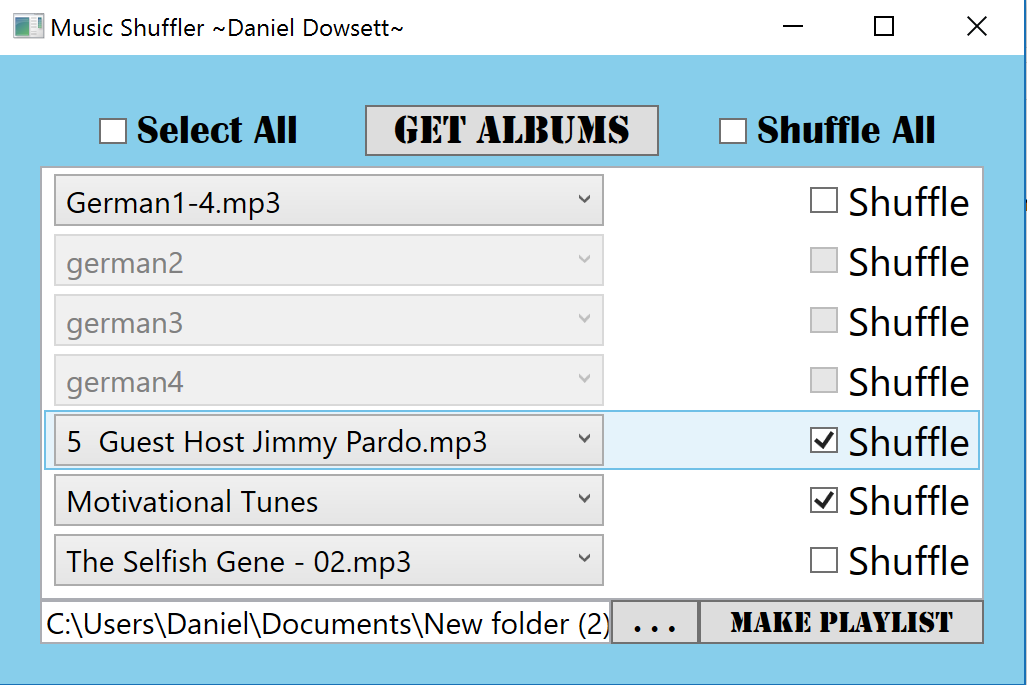 Music Shuffler ~Daniel Dowsett~
Select All GET ALBUMS Shuffle All
German1-4.mp3 Shuffle
german2 Shuffle
german3 Shuffle
german4 Shuffle
5  Guest Host Jimmy Pardo.mp3 Shuffle
Motivational Tunes Shuffle
The Selfish Gene - 02.mp3 Shuffle
C:\Users\Daniel\Documents\New folder (2) ... MAKE PLAYLIST